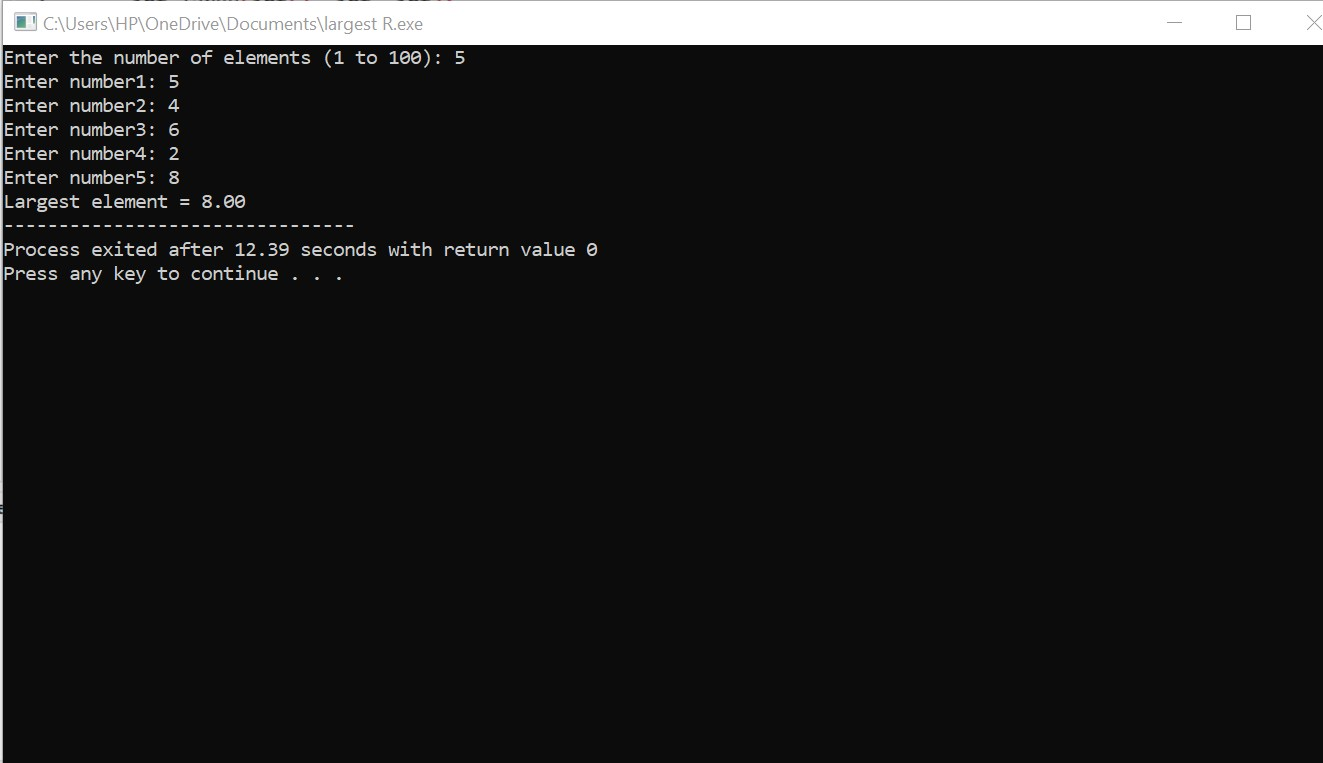 C:\Users\HP\OneDrive\Documents\largest R.exe
Enter the number of elements (1 to 100): 5
Enter number1: 5
Enter number2: 4
Enter number3: 6
Enter number4: 2
Enter number5: 8
Largest element = 8.00
--------------------------------
Process exited after 12.39 seconds with return value 0
Press any key to continue . . .